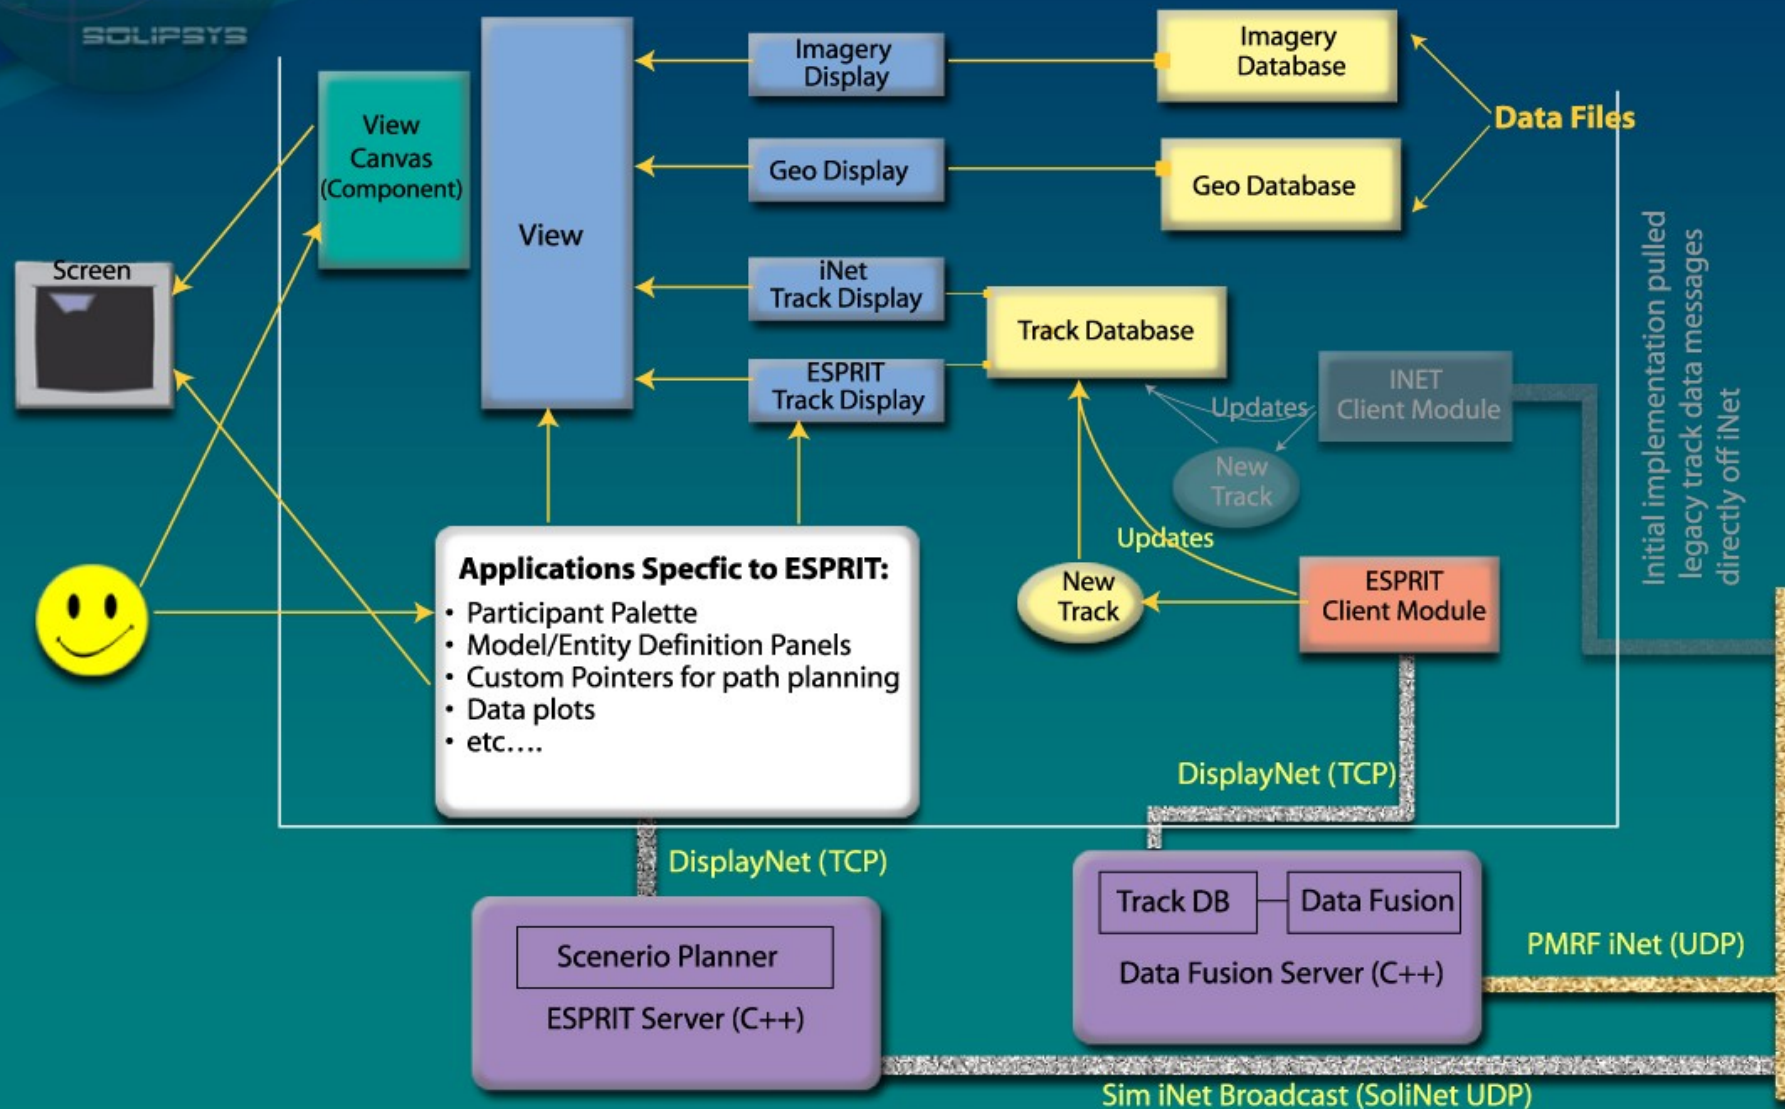 SOLIPSYS
View
Canvas
(Component)
Screen
View
Imagery
Display
Geo Display
iNet
Track Display
ESPRIT
Track Display
Imagery
Database
Geo Database
Data Files
Track Database
INET
Client Module
Updates
New
Track
Updates
New
Track
ESPRIT
Client Module
Initial implementation pulled
legacy track data messages
directly off iNet
Applications Specfic to ESPRIT:
• Participant Palette
• Model/Entity Definition Panels
• Custom Pointers for path planning
• Data plots
• etc....
DisplayNet (TCP)
DisplayNet (TCP)
Scenerio Planner
ESPRIT Server (C++)
Track DB
Data Fusion
Data Fusion Server (C++)
PMRF iNet (UDP)
Sim iNet Broadcast (SoliNet UDP)